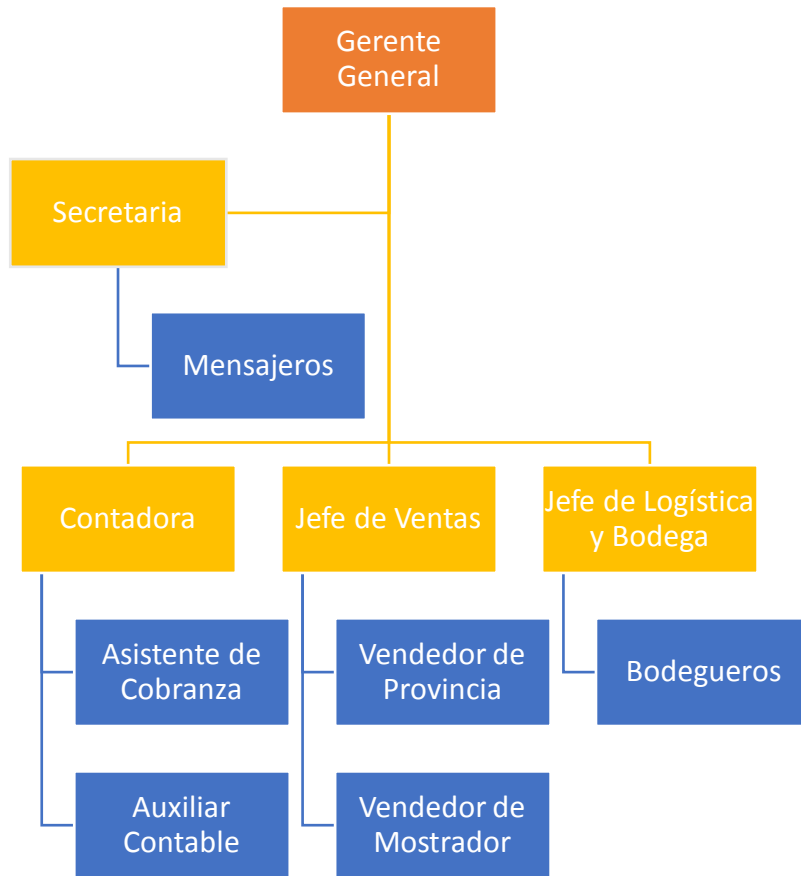 Gerente
General
Secretaria
Mensajeros
Contadora
Jefe de Ventas
Jefe de Logística
y Bodega
Asistente de
Cobranza
Vendedor de
Provincia
Bodegueros
Auxiliar
Contable
Vendedor de
Mostrador